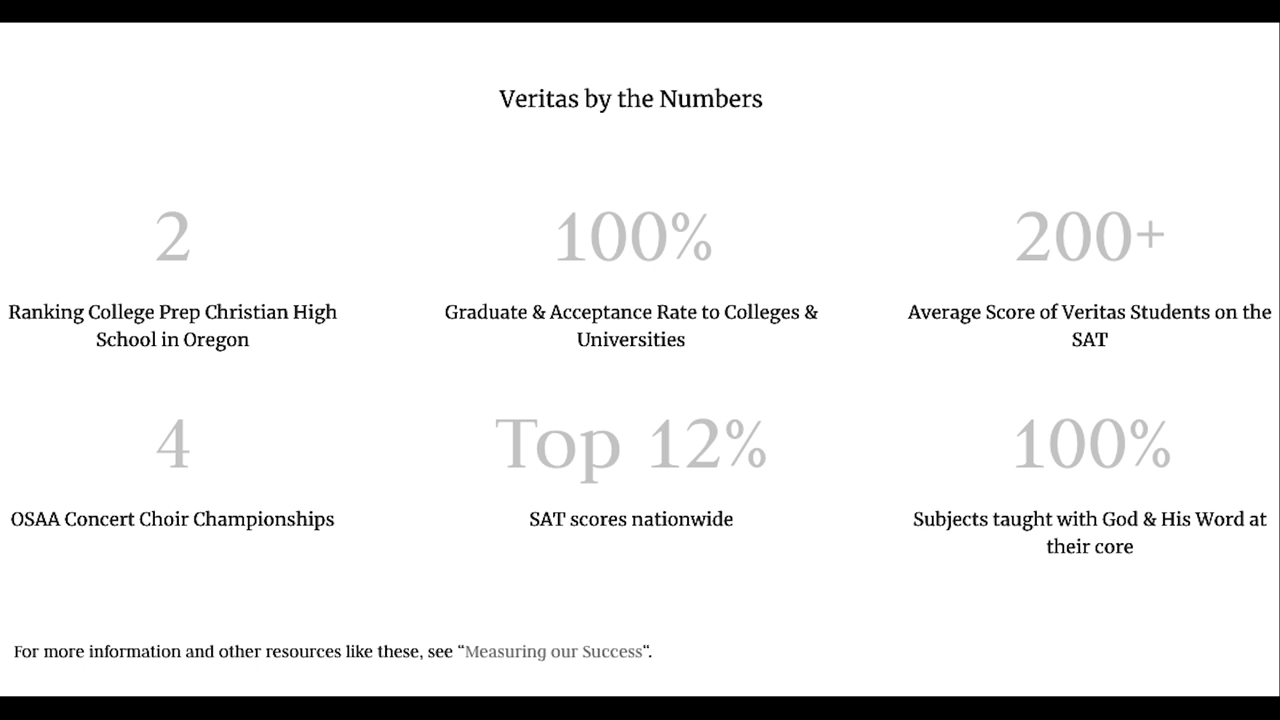 Veritas by the Numbers
2
Ranking College Prep Christian High
School in Oregon
100%
Graduate & Acceptance Rate to Colleges &
Universities
200+
Average Score of Veritas Students on the
SAT
4
OSAA Concert Choir Championships
Top 12%
SAT scores nationwide
100%
Subjects taught with God & His Word at
their core
For more information and other resources like these, see “Measuring our Success“.